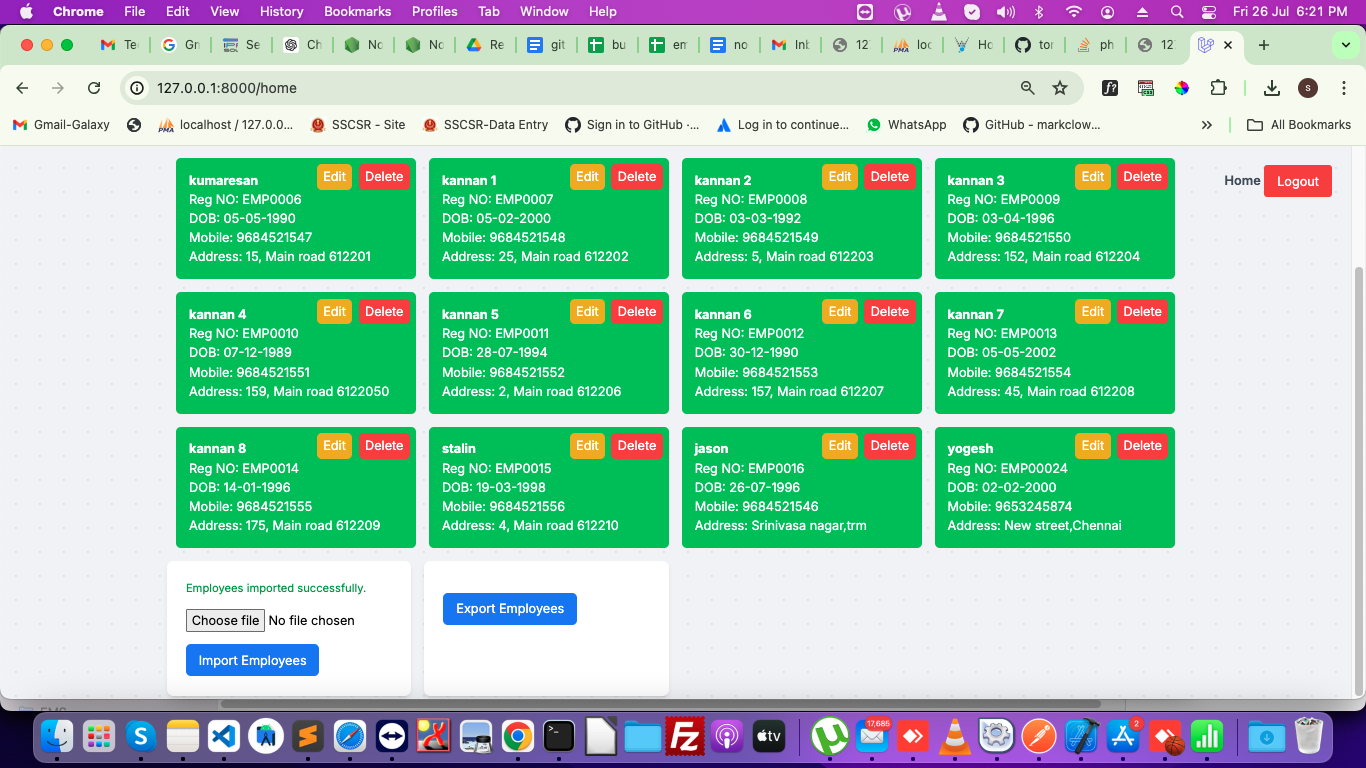 Chrome File Edit View History Bookmarks Profiles Tab Window Help Fri 26 Jul 6:21 PM
Te Gn Se Ch No No Re git bu em no Inb 12 loc Ho tor ph 12
127.0.0.1:8000/home
Gmail-Galaxy localhost / 127.0.0... SSCSR - Site SSCSR-Data Entry Sign in to GitHub ·... Log in to continue... WhatsApp GitHub - markclow... All Bookmarks
Home Logout
kumaresan Edit Delete
Reg NO: EMP0006
DOB: 05-05-1990
Mobile: 9684521547
Address: 15, Main road 612201
kannan 1 Edit Delete
Reg NO: EMP0007
DOB: 05-02-2000
Mobile: 9684521548
Address: 25, Main road 612202
kannan 2 Edit Delete
Reg NO: EMP0008
DOB: 03-03-1992
Mobile: 9684521549
Address: 5, Main road 612203
kannan 3 Edit Delete
Reg NO: EMP0009
DOB: 03-04-1996
Mobile: 9684521550
Address: 152, Main road 612204
kannan 4 Edit Delete
Reg NO: EMP0010
DOB: 07-12-1989
Mobile: 9684521551
Address: 159, Main road 6122050
kannan 5 Edit Delete
Reg NO: EMP0011
DOB: 28-07-1994
Mobile: 9684521552
Address: 2, Main road 612206
kannan 6 Edit Delete
Reg NO: EMP0012
DOB: 30-12-1990
Mobile: 9684521553
Address: 157, Main road 612207
kannan 7 Edit Delete
Reg NO: EMP0013
DOB: 05-05-2002
Mobile: 9684521554
Address: 45, Main road 612208
kannan 8 Edit Delete
Reg NO: EMP0014
DOB: 14-01-1996
Mobile: 9684521555
Address: 175, Main road 612209
stalin Edit Delete
Reg NO: EMP0015
DOB: 19-03-1998
Mobile: 9684521556
Address: 4, Main road 612210
jason Edit Delete
Reg NO: EMP0016
DOB: 26-07-1996
Mobile: 9684521546
Address: Srinivasa nagar,trm
yogesh Edit Delete
Reg NO: EMP00024
DOB: 02-02-2000
Mobile: 9653245874
Address: New street,Chennai
Employees imported successfully.
Choose file No file chosen
Import Employees
Export Employees
17,685
2
tv